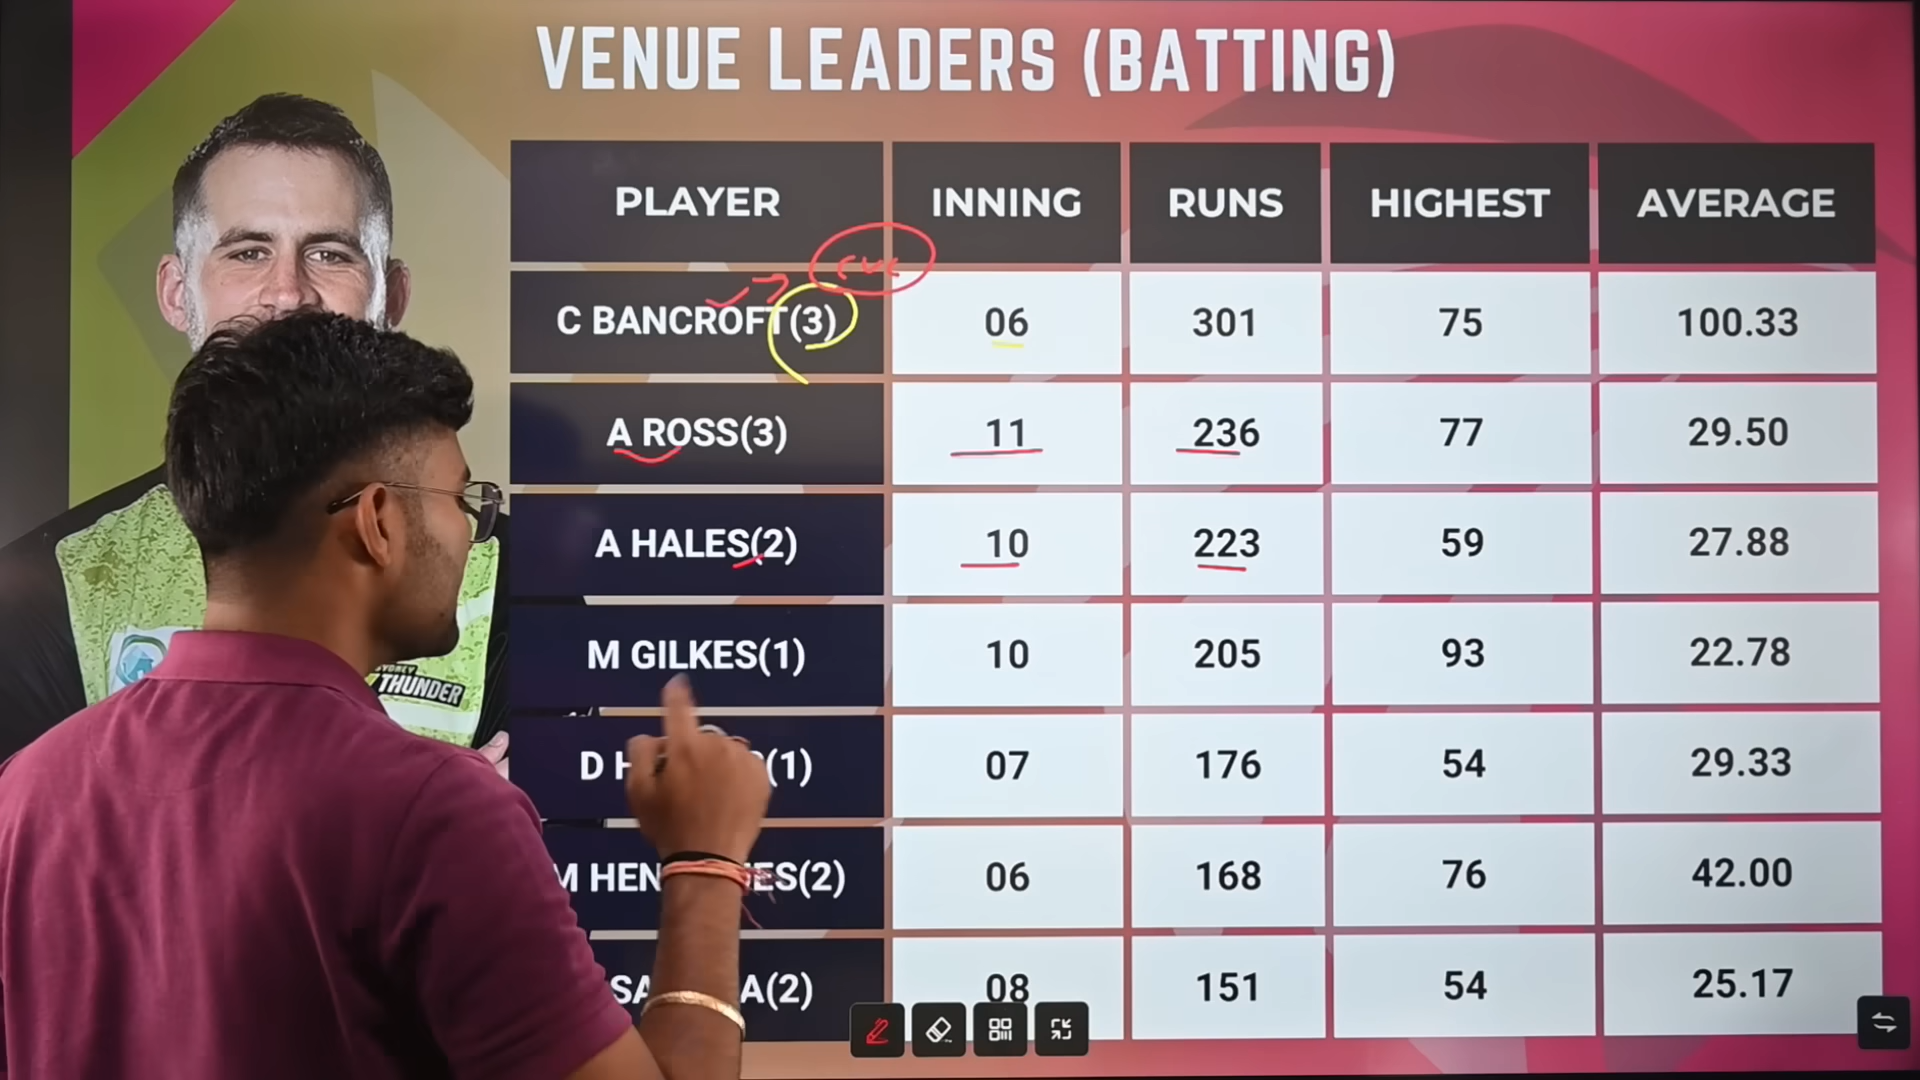 VENUE LEADERS (BATTING)
PLAYER INNING RUNS HIGHEST AVERAGE
C BANCROFT(3) 06 301 75 100.33
A ROSS(3) 11 236 77 29.50
A HALES(2) 10 223 59 27.88
M GILKES(1) 10 205 93 22.78
D (1) 07 176 54 29.33
(2) 06 168 76 42.00
(2) 08 151 54 25.17
THUNDER